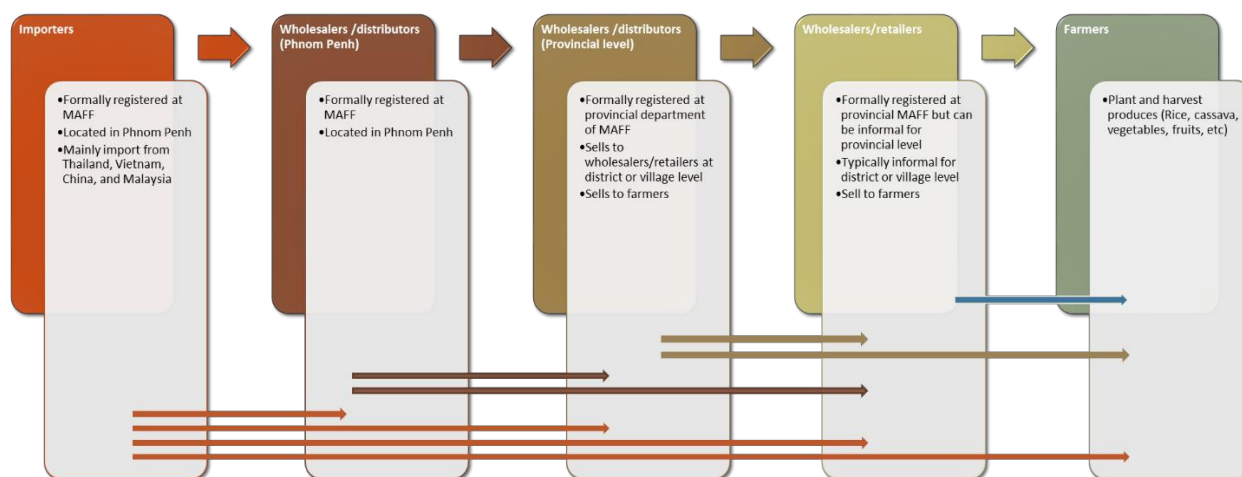 Importers
•Formally registered at
MAFF
•Located in Phnom Penh
•Mainly import from
Thailand, Vietnam,
China, and Malaysia
Wholesalers /distributors
(Phnom Penh)
•Formally registered at
MAFF
•Located in Phnom Penh
Wholesalers /distributors
(Provincial level)
•Formally registered at
provincial department
of MAFF
•Sells to
wholesalers/retailers at
district or village level
•Sells to farmers
Wholesalers/retailers
•Formally registered at
provincial MAFF but can
be informal for
provincial level
•Typically informal for
district or village level
•Sell to farmers
Farmers
•Plant and harvest
produces (Rice, cassava,
vegetables, fruits, etc)